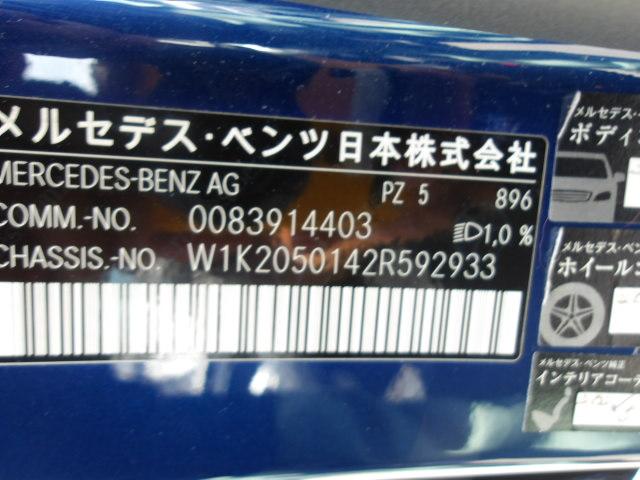 メルセデス・ベンツ日本株式会社
MERCEDES-BENZ AG PZ 5 896
COMM.-NO. 0083914403 1,0 %
CHASSIS.-NO. W1K2050142R592933
メルセデス・ベ
ボディ
メルセデス・ベンツ
ホイール
メルセデス・ベンツ純正
インテリアコー